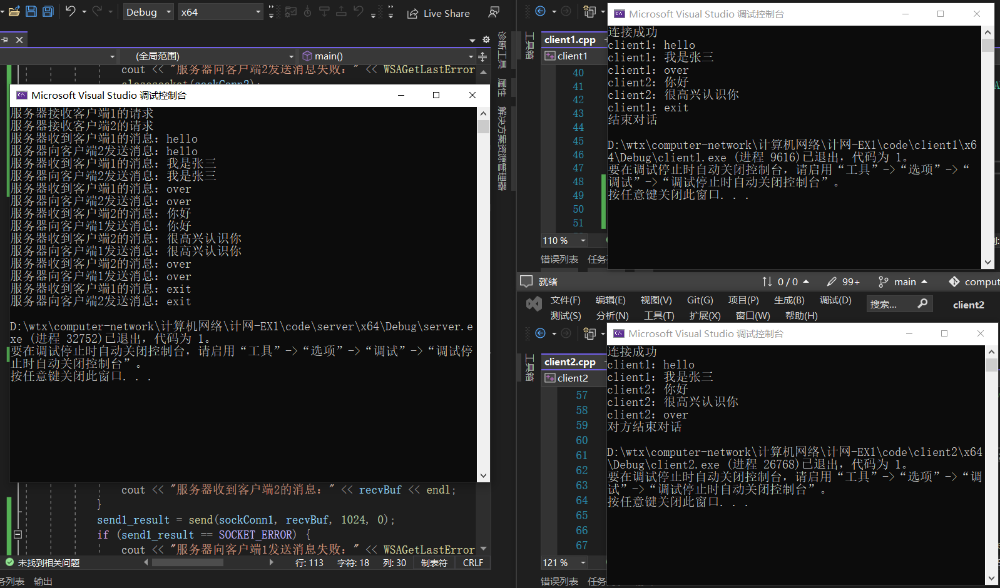 Debug
x64
Live Share
(全局范围)
main()
cout << "服务器向客户端2发送消息失败：" << WSAGetLastError
closesocket(sockConn2);
Microsoft Visual Studio 调试控制台
服务器接收客户端1的请求
服务器接收客户端2的请求
服务器收到客户端1的消息：hello
服务器向客户端2发送消息：hello
服务器收到客户端1的消息：我是张三
服务器向客户端2发送消息：我是张三
服务器收到客户端1的消息：over
服务器向客户端2发送消息：over
服务器收到客户端2的消息：你好
服务器向客户端1发送消息：你好
服务器收到客户端2的消息：很高兴认识你
服务器向客户端1发送消息：很高兴认识你
服务器收到客户端2的消息：over
服务器向客户端1发送消息：over
服务器收到客户端1的消息：exit
服务器向客户端2发送消息：exit
D:\wtx\computer-network\计算机网络\计网-EX1\code\server\x64\Debug\server.e
xe (进程 32752)已退出，代码为 1。
要在调试停止时自动关闭控制台，请启用“工具”->“选项”->“调试”->“调试停
止时自动关闭控制台”。
按任意键关闭此窗口. . .
cout << "服务器收到客户端2的消息：" << recvBuf << endl;
}
send1_result = send(sockConn1, recvBuf, 1024, 0);
if (send1_result == SOCKET_ERROR) {
cout << "服务器向客户端1发送消息失败：" << WSAGetLastError
未找到相关问题
行: 113
字符: 18
列: 30
制表符
CRLF
务列表
输出
诊断工具
属性
解决方案资源管理器
工具箱
client1.cpp
client1
40
41
42
43
44
45
46
47
48
49
50
51
110 %
错误列表
任务
Microsoft Visual Studio 调试控制台
连接成功
client1：hello
client1：我是张三
client1：over
client2：你好
client2：很高兴认识你
client1：exit
结束对话
D:\wtx\computer-network\计算机网络\计网-EX1\code\client1\x6
4\Debug\client1.exe (进程 9616)已退出，代码为 1。
要在调试停止时自动关闭控制台，请启用“工具”->“选项”->“
调试”->“调试停止时自动关闭控制台”。
按任意键关闭此窗口. . .
就绪
0 / 0
99+
main
comput
文件(F)
编辑(E)
视图(V)
Git(G)
项目(P)
生成(B)
调试(D)
搜索...
client2
测试(S)
分析(N)
工具(T)
扩展(X)
窗口(W)
帮助(H)
工具箱
client2.cpp
client2
57
58
59
60
61
62
63
64
65
66
67
121 %
错误列表
任务
Microsoft Visual Studio 调试控制台
连接成功
client1：hello
client1：我是张三
client2：你好
client2：很高兴认识你
client2：over
对方结束对话
D:\wtx\computer-network\计算机网络\计网-EX1\code\client2\x64
\Debug\client2.exe (进程 26768)已退出，代码为 1。
要在调试停止时自动关闭控制台，请启用“工具”->“选项”->“调
试”->“调试停止时自动关闭控制台”。
按任意键关闭此窗口. . .